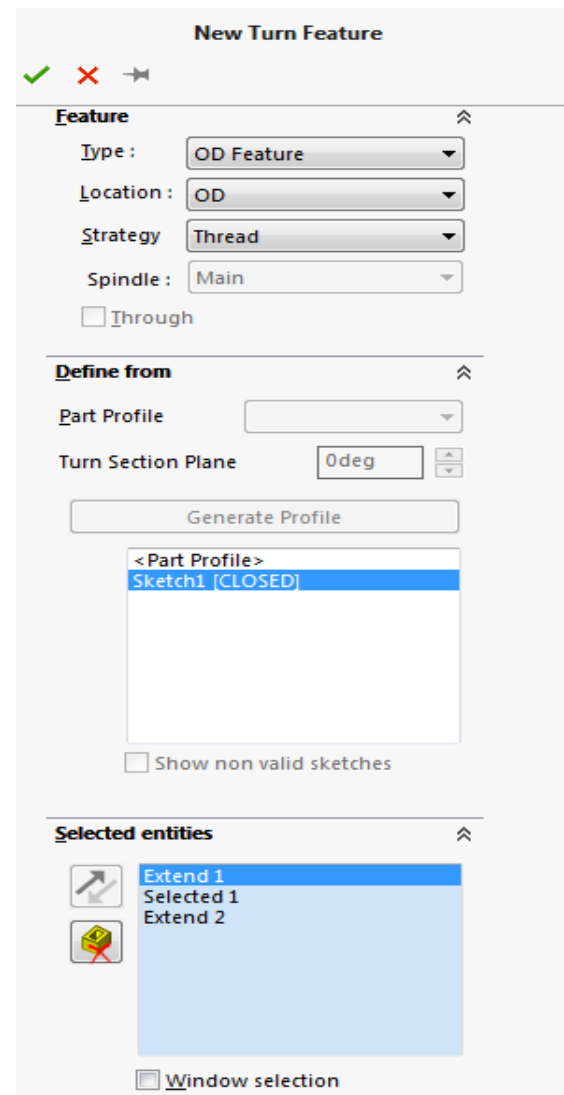 New Turn Feature
Feature
Type :
OD Feature
Location :
OD
Strategy
Thread
Spindle :
Main
Through
Define from
Part Profile
Turn Section Plane
0deg
Generate Profile
<Part Profile>
Sketch1 [CLOSED]
Show non valid sketches
Selected entities
Extend 1
Selected 1
Extend 2
Window selection